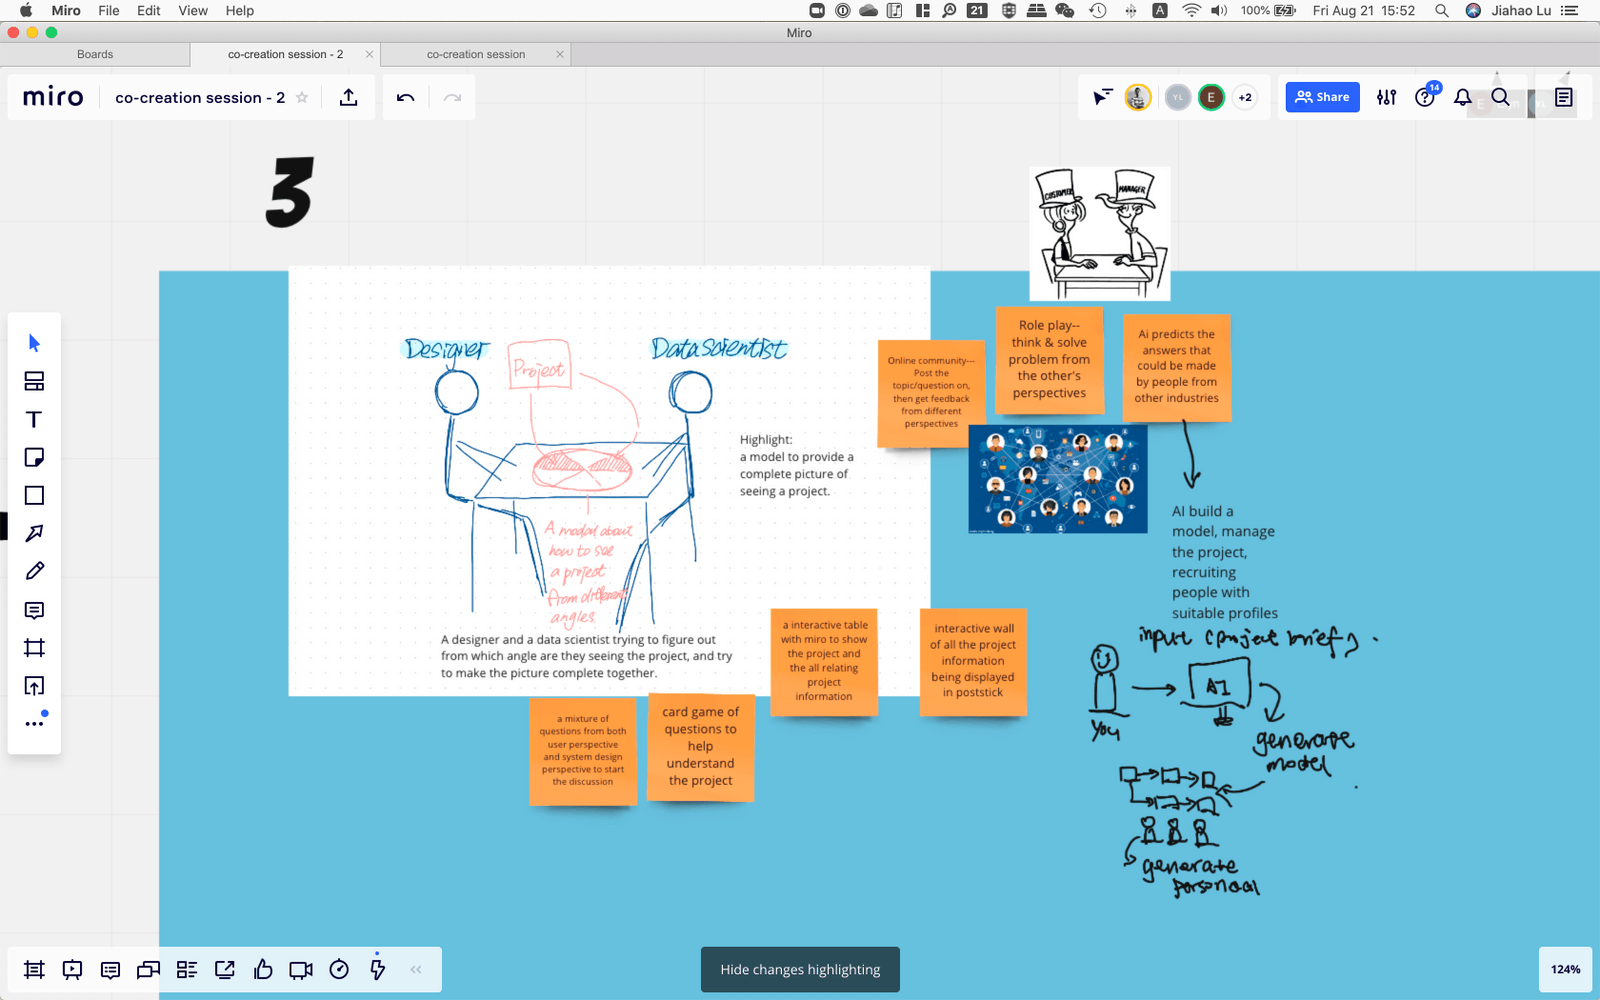 Miro File Edit View Help
21
A
100%
Fri Aug 21 15:52
Jiahao Lu
Miro
Boards
co-creation session - 2
co-creation session
miro
co-creation session - 2
YL
E
+2
Share
14
3
CUSTOMER
MANAGER
Designer
Project
Data scientist
Highlight:
a model to provide a
complete picture of
seeing a project.
A model about
how to see
a project
from different
angles
A designer and a data scientist trying to figure out
from which angle are they seeing the project, and try
to make the picture complete together.
Online community---
Post the
topic/question on,
then get feedback
from different
perspectives
Role play--
think & solve
problem from
the other's
perspectives
Ai predicts the
answers that
could be made
by people from
other industries
AI build a
model, manage
the project,
recruiting
people with
suitable profiles
a interactive table
with miro to show
the project and
the all relating
project
information
interactive wall
of all the project
information
being displayed
in poststick
a mixture of
questions from both
user perspective
and system design
perspective to start
the discussion
card game of
questions to
help
understand
the project
input (project brief)
AI
You
generate
model
generate
personal
Hide changes highlighting
124%